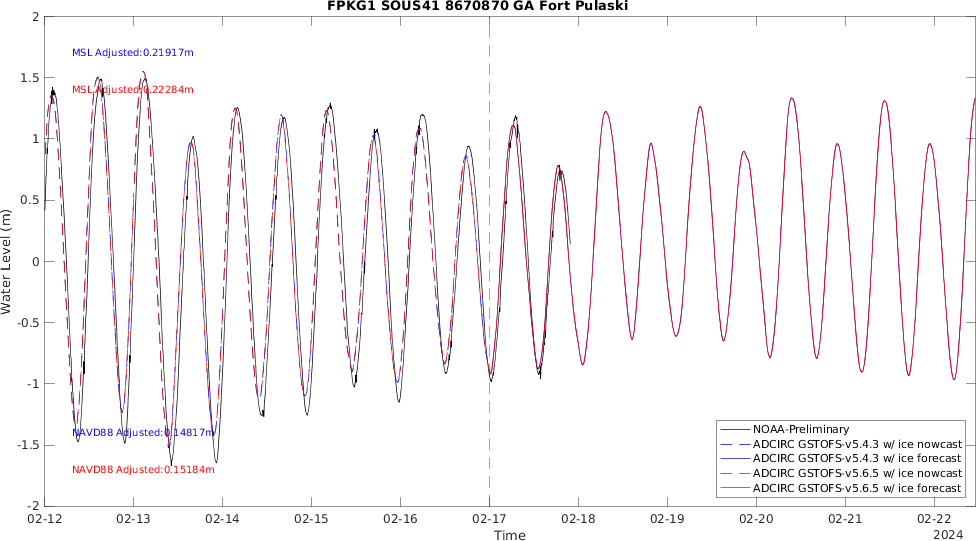 FPKG1 SOUS41 8670870 GA Fort Pulaski
2
1.5
1
0.5
0
-0.5
-1
-1.5
-2
Water Level (m)
MSL Adjusted:0.21917m
MSL Adjusted:0.22284m
NAVD88 Adjusted:0.14817m
NAVD88 Adjusted:0.15184m
NOAA-Preliminary
ADCIRC GSTOFS-v5.4.3 w/ ice nowcast
ADCIRC GSTOFS-v5.4.3 w/ ice forecast
ADCIRC GSTOFS-v5.6.5 w/ ice nowcast
ADCIRC GSTOFS-v5.6.5 w/ ice forecast
02-12 02-13 02-14 02-15 02-16 02-17 02-18 02-19 02-20 02-21 02-22
Time
2024